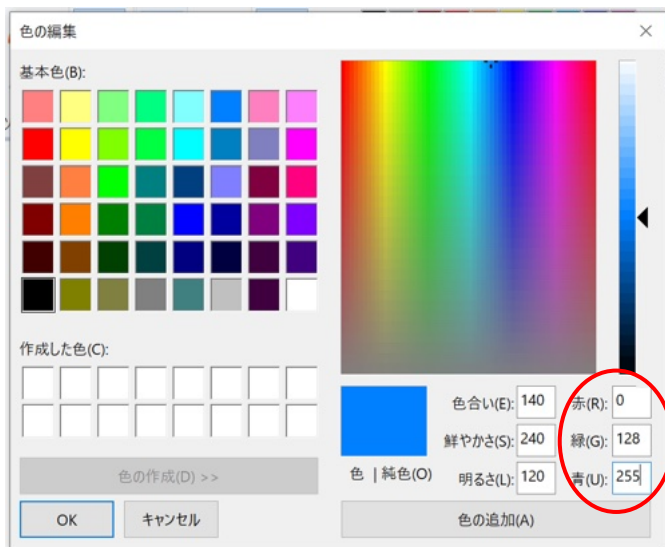 色の編集
基本色(B):
作成した色(C):
色の作成(D) >>
OK
キャンセル
色 | 純色(O)
色合い(E): 140
鮮やかさ(S): 240
明るさ(L): 120
赤(R): 0
緑(G): 128
青(U): 255
色の追加(A)